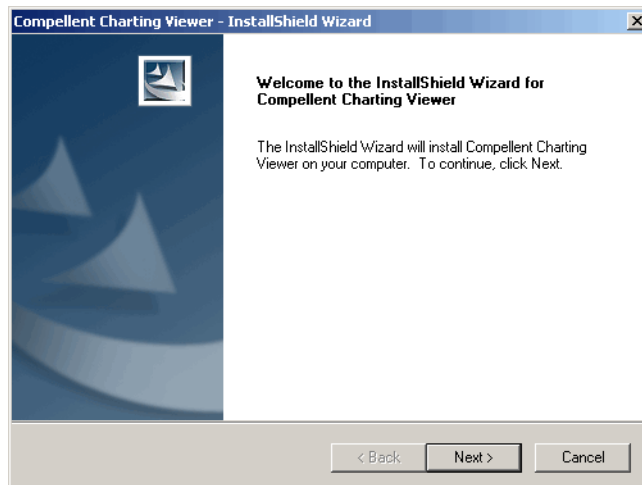 Compellent Charting Viewer - InstallShield Wizard
Welcome to the InstallShield Wizard for
Compellent Charting Viewer
The InstallShield Wizard will install Compellent Charting
Viewer on your computer. To continue, click Next.
< Back Next > Cancel